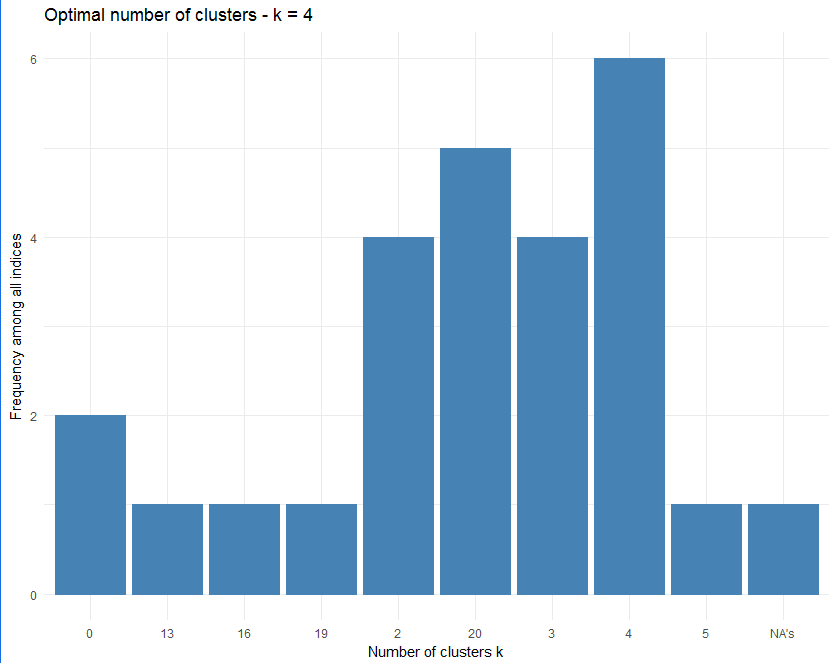 Optimal number of clusters - k = 4
Frequency among all indices
6
4
2
0
0 13 16 19 2 20 3 4 5 NA's
Number of clusters k